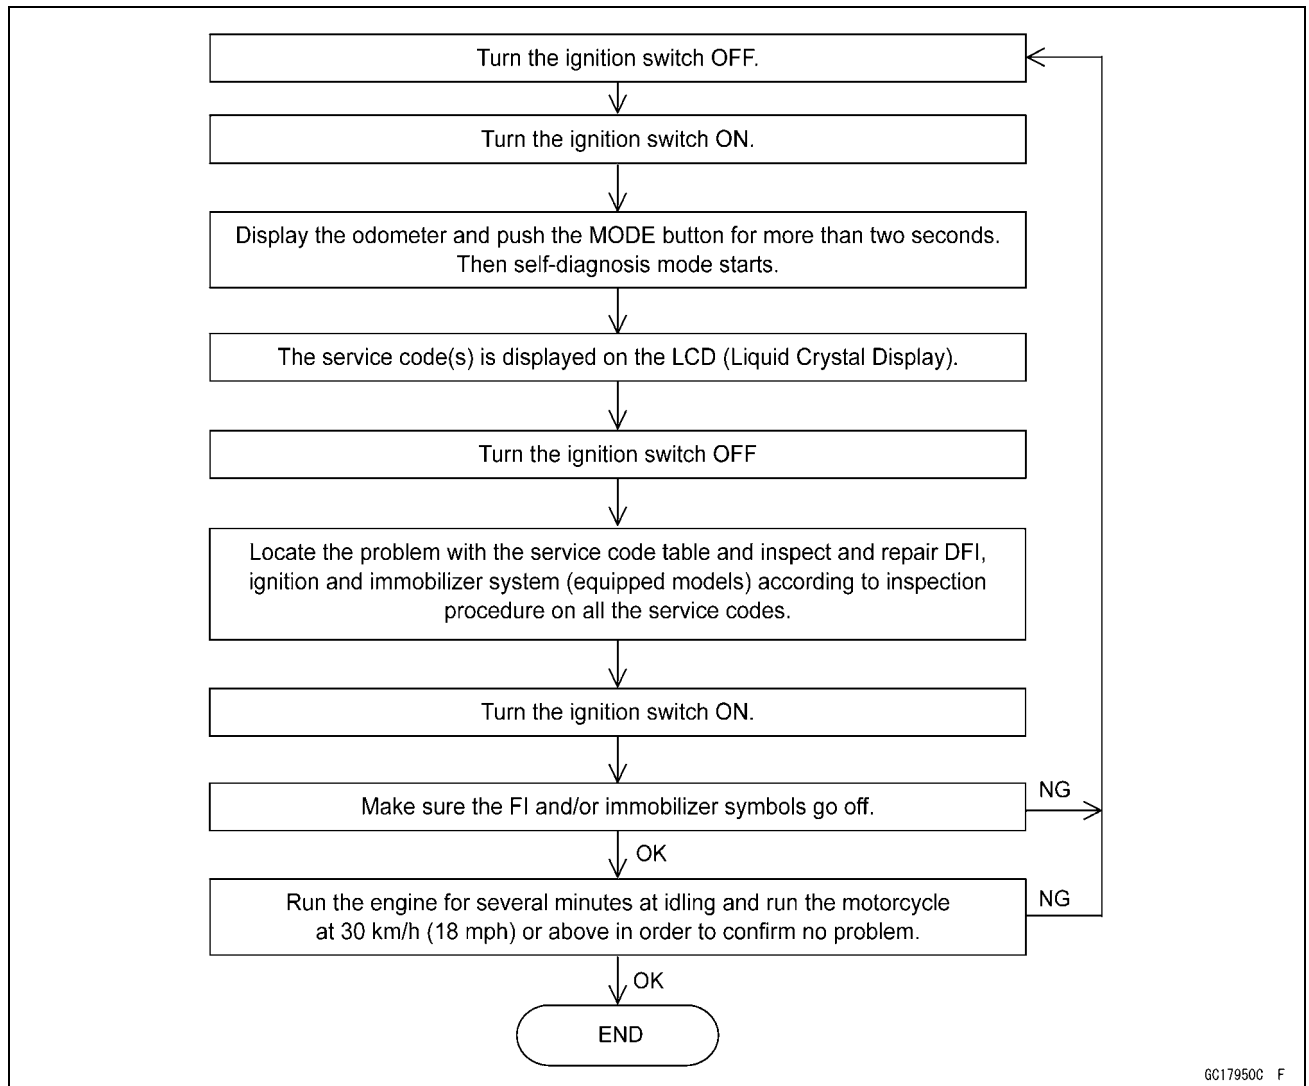 Turn the ignition switch OFF.
Turn the ignition switch ON.
Display the odometer and push the MODE button for more than two seconds.
Then self-diagnosis mode starts.
The service code(s) is displayed on the LCD (Liquid Crystal Display).
Turn the ignition switch OFF
Locate the problem with the service code table and inspect and repair DFI,
ignition and immobilizer system (equipped models) according to inspection
procedure on all the service codes.
Turn the ignition switch ON.
Make sure the FI and/or immobilizer symbols go off.
NG
OK
Run the engine for several minutes at idling and run the motorcycle
at 30 km/h (18 mph) or above in order to confirm no problem.
NG
OK
END
GC17950C F